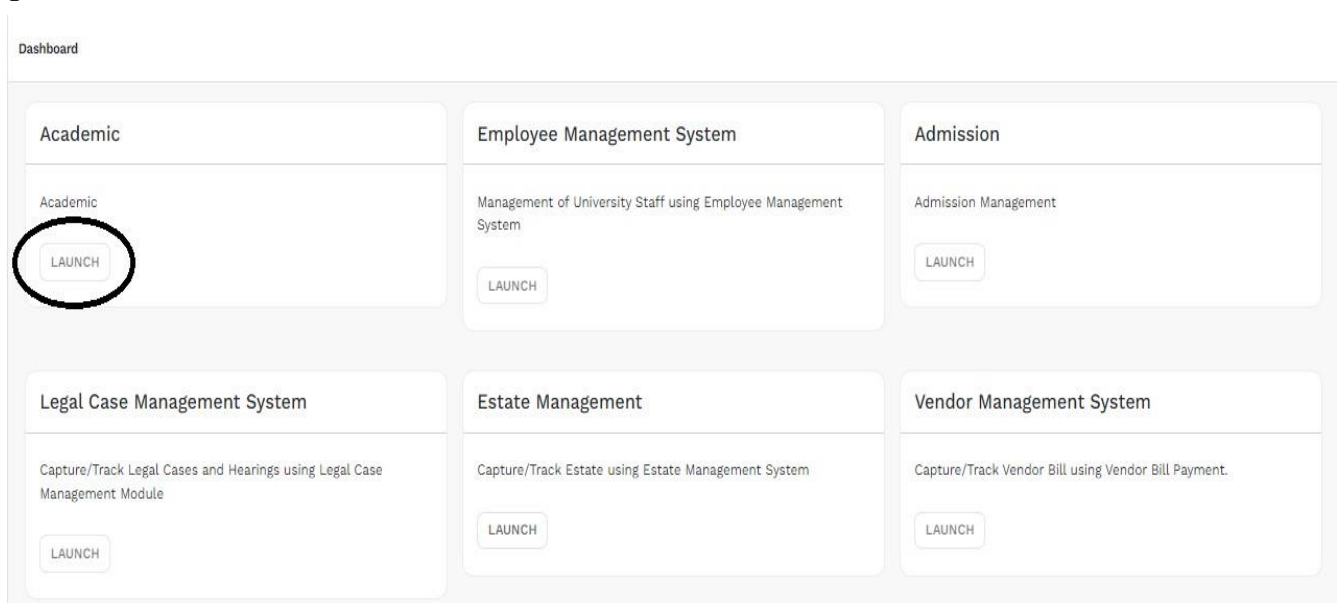 Dashboard
Academic
Academic
LAUNCH
Employee Management System
Management of University Staff using Employee Management
System
LAUNCH
Admission
Admission Management
LAUNCH
Legal Case Management System
Capture/Track Legal Cases and Hearings using Legal Case
Management Module
LAUNCH
Estate Management
Capture/Track Estate using Estate Management System
LAUNCH
Vendor Management System
Capture/Track Vendor Bill using Vendor Bill Payment.
LAUNCH